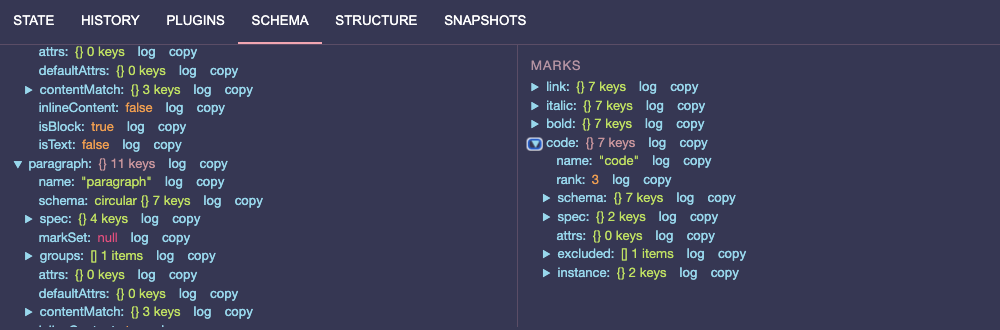 STATE HISTORY PLUGINS SCHEMA STRUCTURE SNAPSHOTS
attrs: {} 0 keys log copy
defaultAttrs: {} 0 keys log copy
▶ contentMatch: {} 3 keys log copy
inlineContent: false log copy
isBlock: true log copy
isText: false log copy
▼ paragraph: {} 11 keys log copy
name: "paragraph" log copy
schema: circular {} 7 keys log copy
▶ spec: {} 4 keys log copy
markSet: null log copy
▶ groups: [] 1 items log copy
attrs: {} 0 keys log copy
defaultAttrs: {} 0 keys log copy
▶ contentMatch: {} 3 keys log copy
MARKS
▶ link: {} 7 keys log copy
▶ italic: {} 7 keys log copy
▶ bold: {} 7 keys log copy
▼ code: {} 7 keys log copy
name: "code" log copy
rank: 3 log copy
▶ schema: {} 7 keys log copy
▶ spec: {} 2 keys log copy
attrs: {} 0 keys log copy
▶ excluded: [] 1 items log copy
▶ instance: {} 2 keys log copy